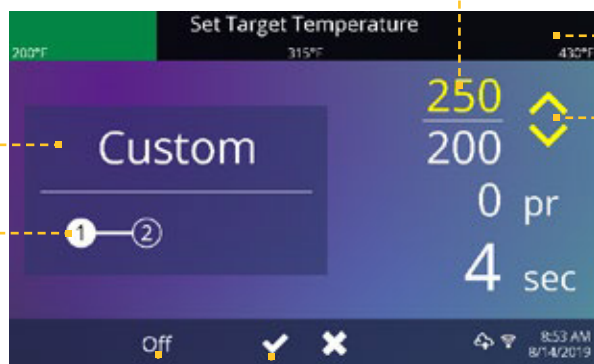 Set Target Temperature
200°F 315°F 430°F
250
200
Custom
0 pr
1 2
4 sec
Off
8:53 AM
8/14/2019